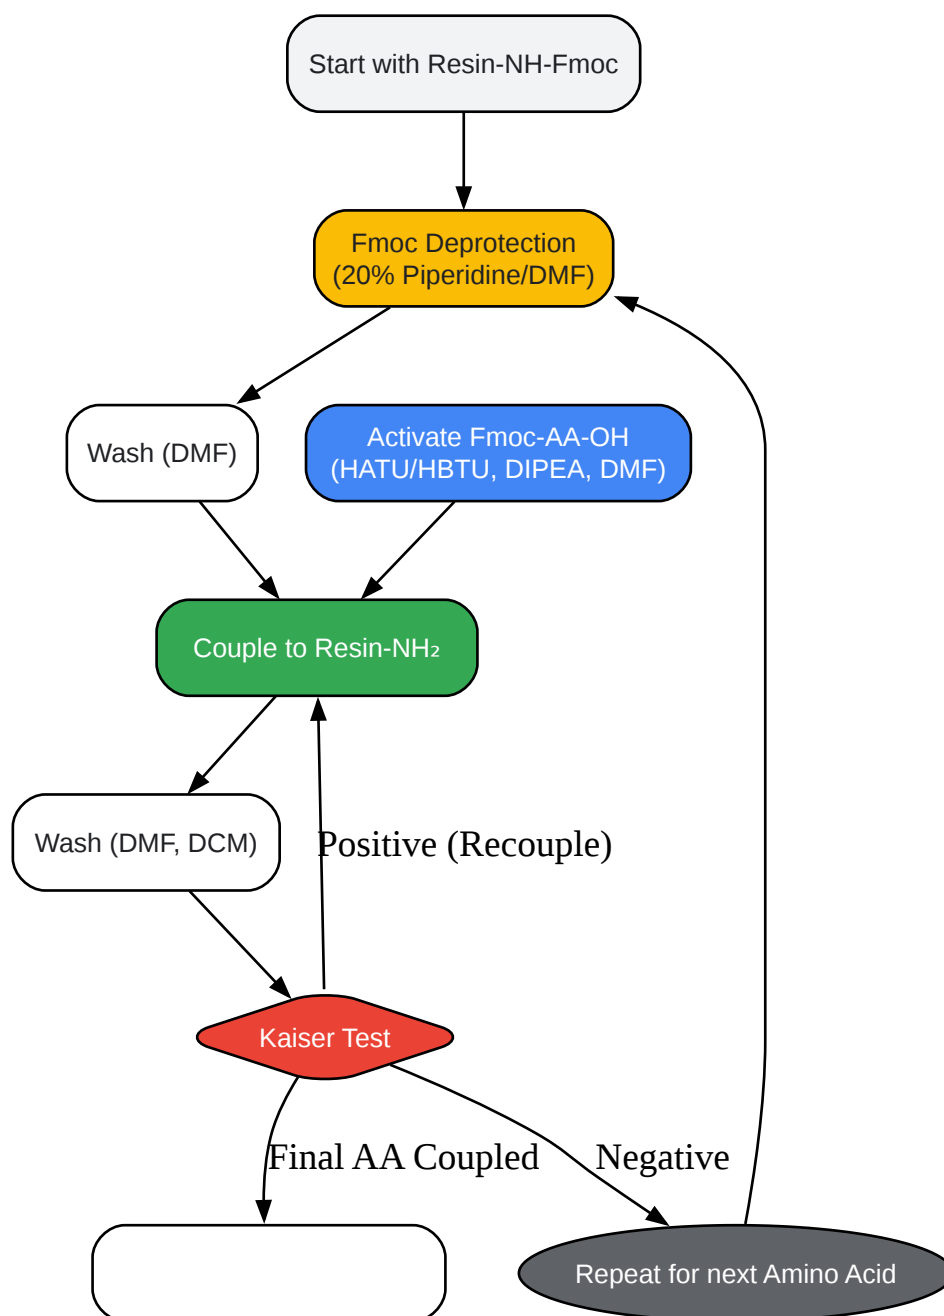 Start with Resin-NH-Fmoc
Fmoc Deprotection
(20% Piperidine/DMF)
Wash (DMF)
Activate Fmoc-AA-OH
(HATU/HBTU, DIPEA, DMF)
Couple to Resin-NH₂
Wash (DMF, DCM)
Positive (Recouple)
Kaiser Test
Final AA Coupled
Negative
Repeat for next Amino Acid